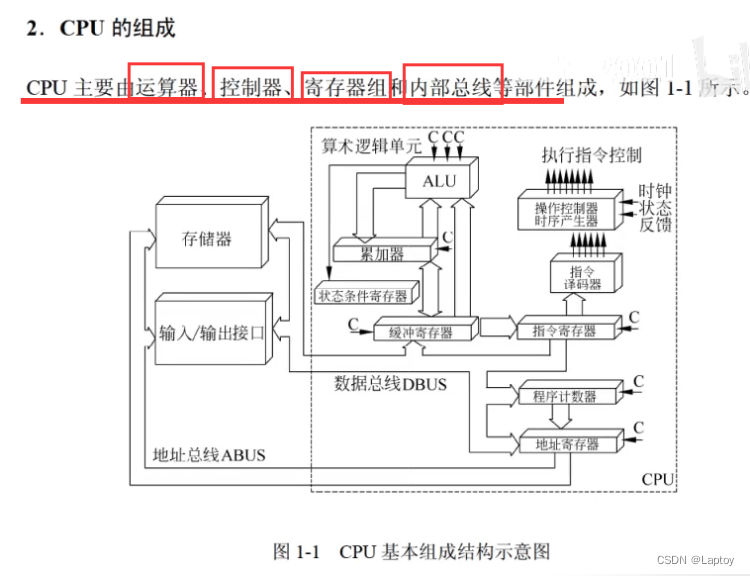 2．CPU 的组成
CPU 主要由运算器、控制器、寄存器组和内部总线等部件组成，如图 1-1 所示。
算术逻辑单元
C CC
执行指令控制
ALU
时钟
状态
反馈
操作控制器
时序产生器
存储器
C
累加器
指令
译码器
状态条件寄存器
C
缓冲寄存器
指令寄存器
C
输入/输出接口
数据总线DBUS
程序计数器
C
地址寄存器
C
地址总线ABUS
CPU
图 1-1 CPU 基本组成结构示意图
CSDN @Laptoy